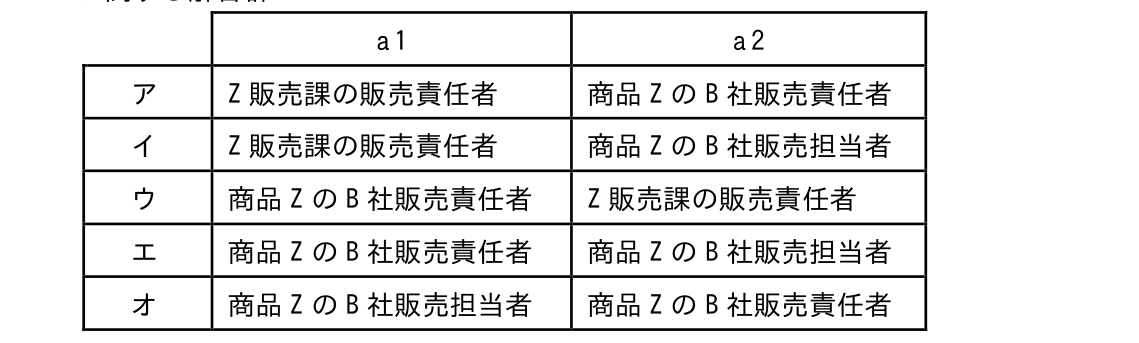 a1 a2
ア Z 販売課の販売責任者 商品 Z の B 社販売責任者
イ Z 販売課の販売責任者 商品 Z の B 社販売担当者
ウ 商品 Z の B 社販売責任者 Z 販売課の販売責任者
エ 商品 Z の B 社販売責任者 商品 Z の B 社販売担当者
オ 商品 Z の B 社販売担当者 商品 Z の B 社販売責任者